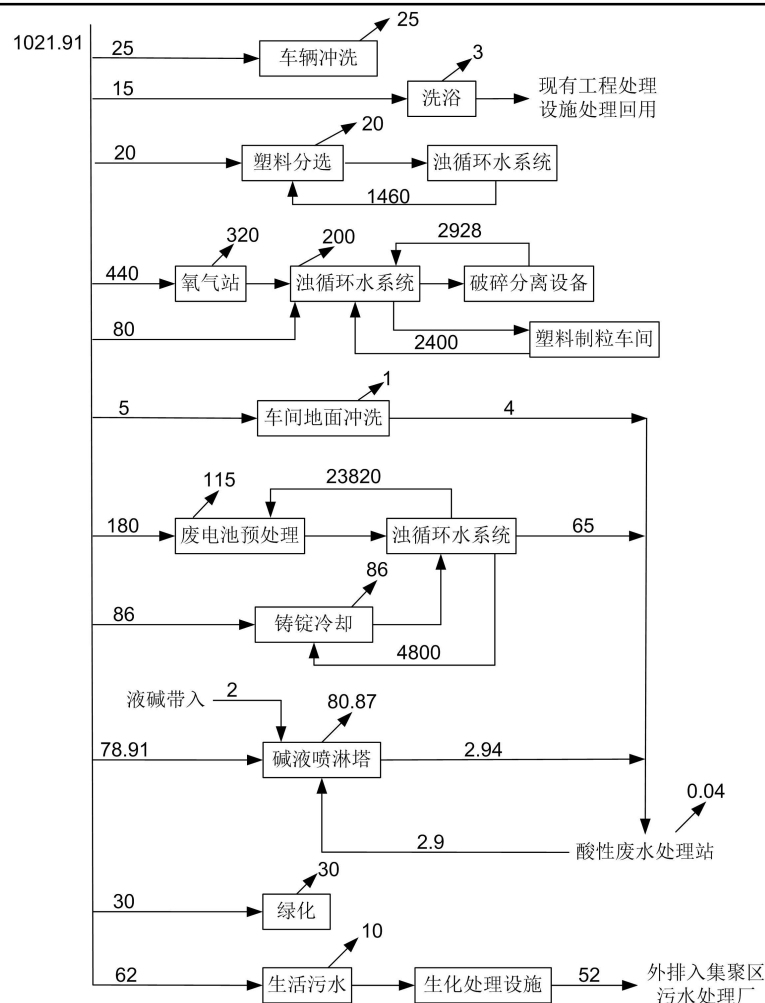 1021.91
25
车辆冲洗
25
15
洗浴
3
现有工程处理
设施处理回用
20
塑料分选
20
浊循环水系统
1460
440
氧气站
320
浊循环水系统
200
2928
破碎分离设备
80
2400
塑料制粒车间
5
车间地面冲洗
1
4
180
废电池预处理
115
23820
浊循环水系统
65
86
铸锭冷却
86
4800
液碱带入
2
78.91
碱液喷淋塔
80.87
2.94
2.9
酸性废水处理站
0.04
30
绿化
30
62
生活污水
10
生化处理设施
52
外排入集聚区
污水处理厂